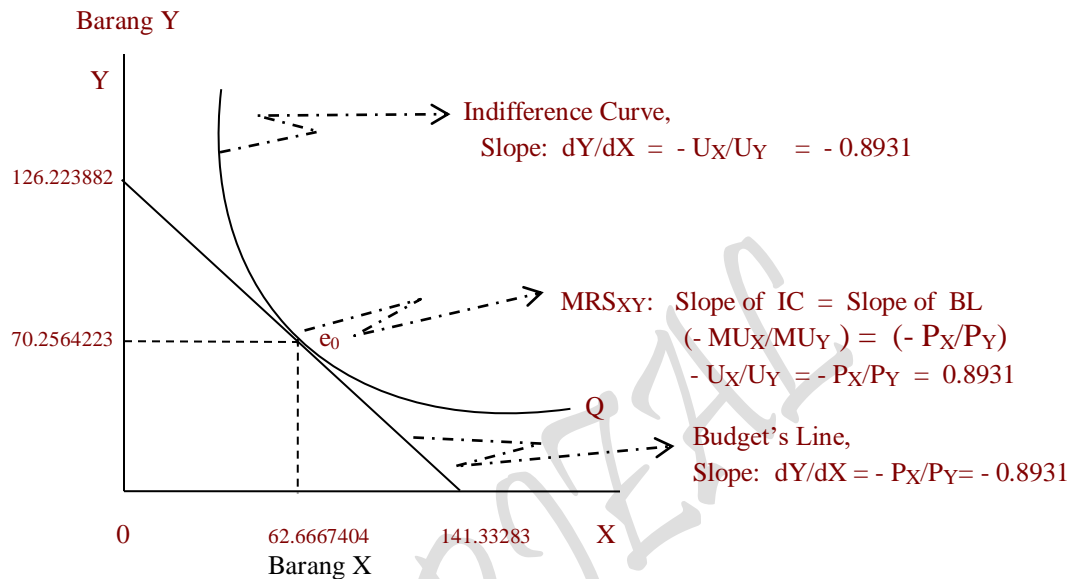 Barang Y
Y
Indifference Curve,
Slope: dY/dX = - UX/UY = - 0.8931
126.223882
MRSXY: Slope of IC = Slope of BL
(- MUX/MUY ) = (- PX/PY)
- UX/UY = - PX/PY = 0.8931
70.2564223
e0
Q
Budget’s Line,
Slope: dY/dX = - PX/PY= - 0.8931
0
62.6667404
141.33283
X
Barang X